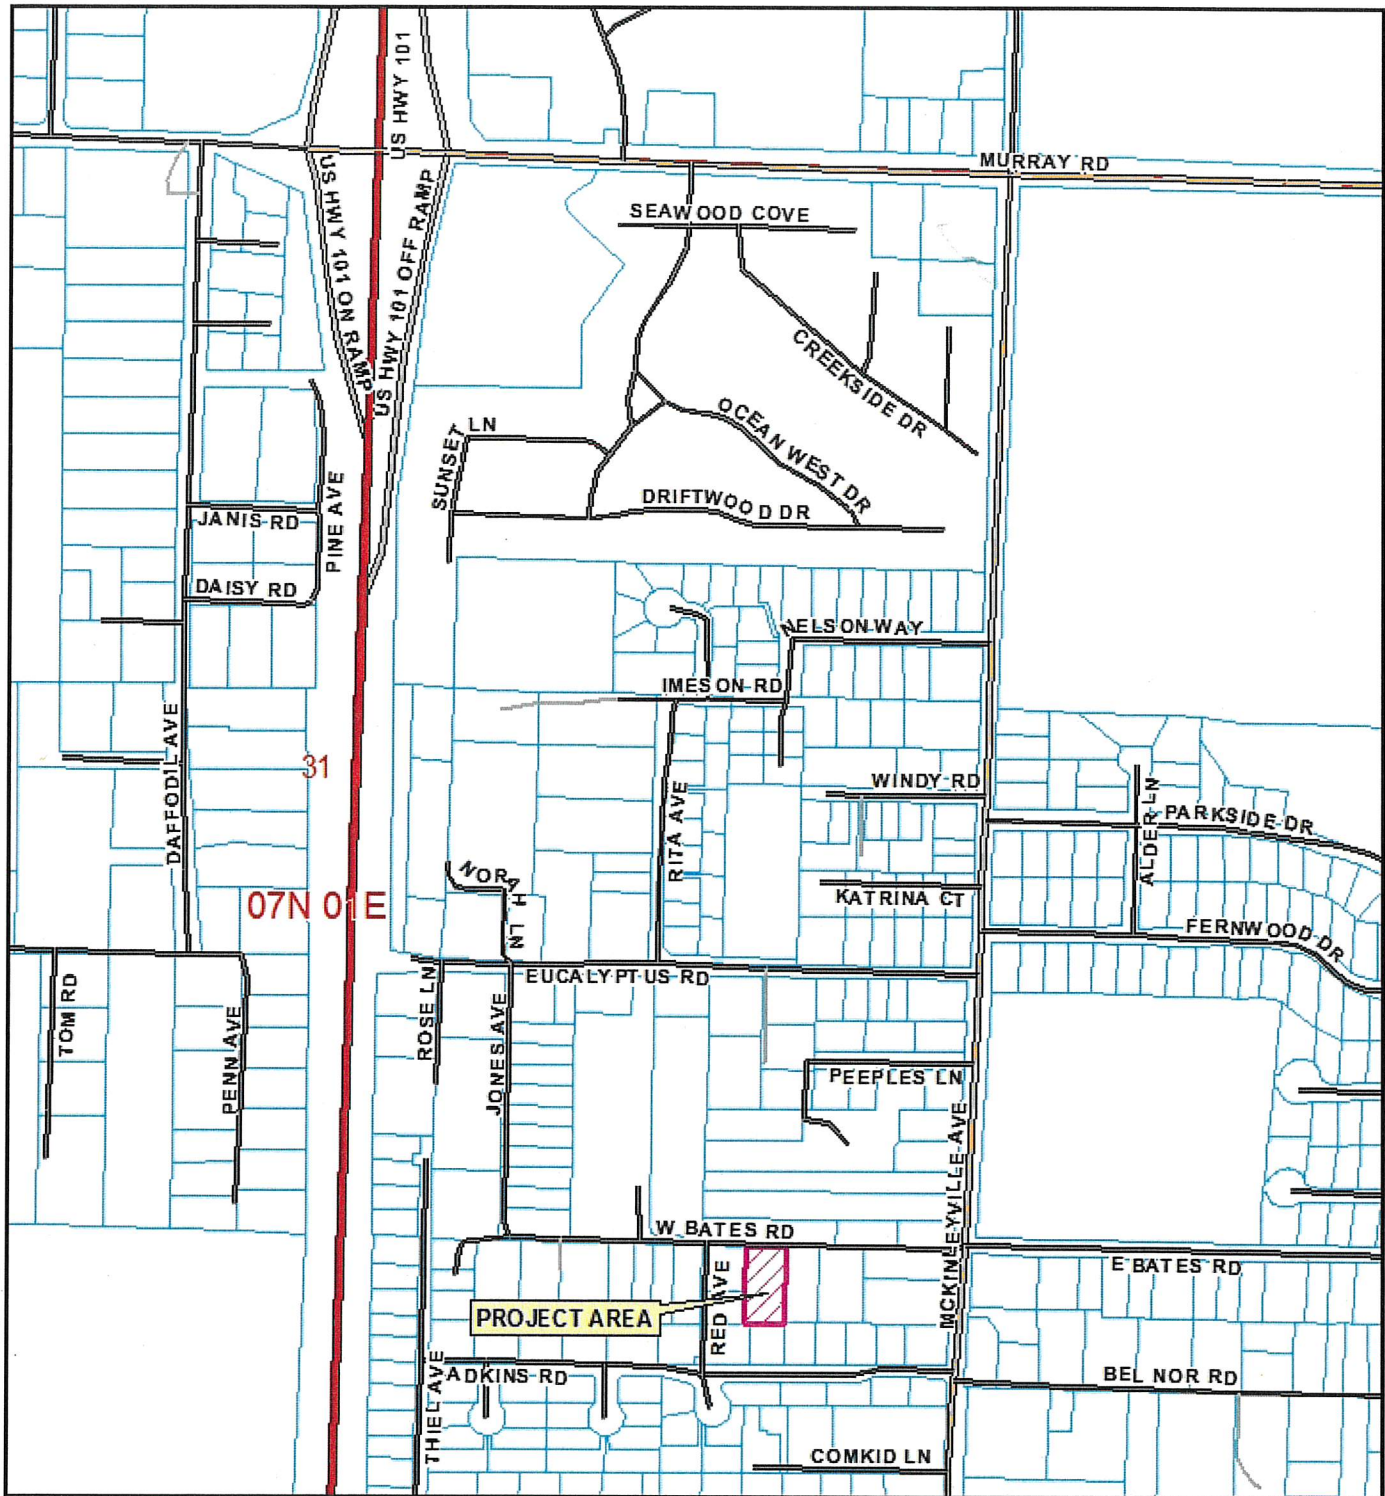 US HWY 101
MURRAY RD
US HWY 101 ON RAMP
US HWY 101 OFF RAMP
SEAWOOD COVE
CREEKSIDE DR
OCEAN WEST DR
SUNSET LN
DRIFTWOOD DR
JANIS RD
PINE AVE
DAISY RD
NELSON WAY
IMESON RD
DAFFODIL AVE
31
WINDY RD
RITA AVE
ALDER LN
PARKSIDE DR
NORAH LN
KATRINA CT
07N 01E
FERNWOOD DR
EUCALYPTUS RD
TOM RD
ROSE LN
PENN AVE
JONES AVE
PEEPLES LN
MCKINLEYVILLE AVE
W BATES RD
E BATES RD
RED AVE
PROJECT AREA
THIEL AVE
ADKINS RD
BEL NOR RD
COMKID LN